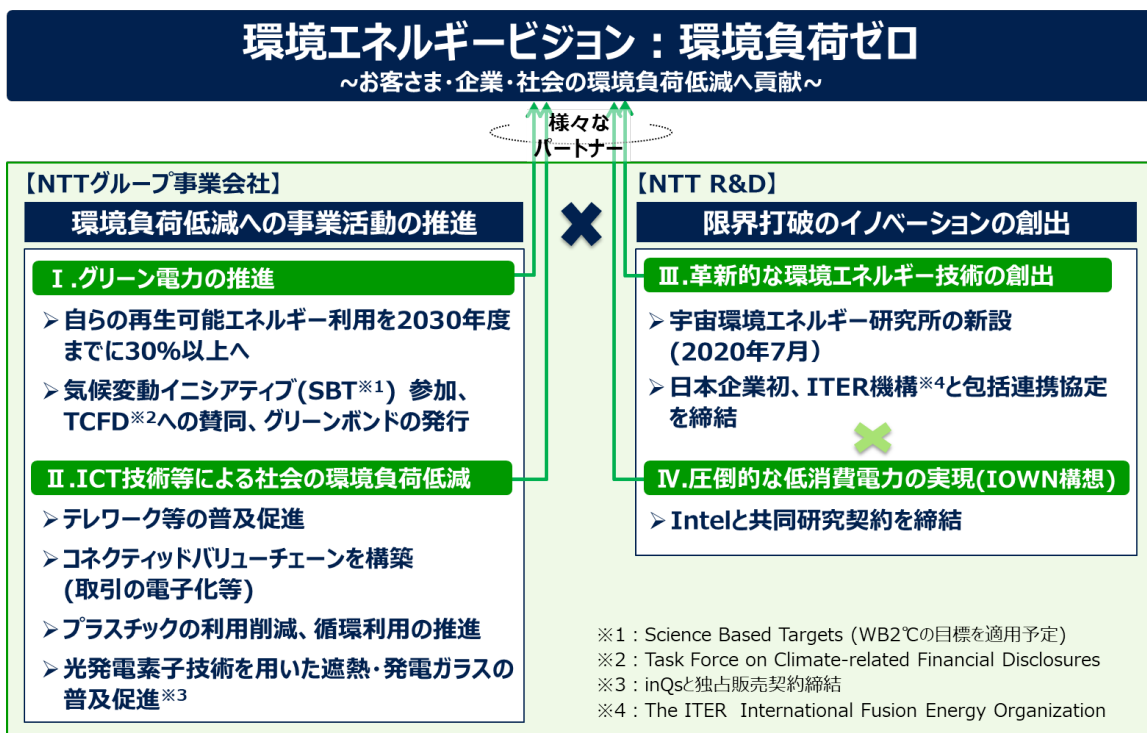 環境エネルギービジョン：環境負荷ゼロ
~お客さま・企業・社会の環境負荷低減へ貢献~
様々な
パートナー
【NTTグループ事業会社】
環境負荷低減への事業活動の推進
Ⅰ.グリーン電力の推進
➢自らの再生可能エネルギー利用を2030年度
までに30%以上へ
➢気候変動イニシアティブ(SBT※1) 参加、
TCFD※2への賛同、グリーンボンドの発行
Ⅱ.ICT技術等による社会の環境負荷低減
➢テレワーク等の普及促進
➢コネクティッドバリューチェーンを構築
(取引の電子化等)
➢プラスチックの利用削減、循環利用の推進
➢光発電素子技術を用いた遮熱・発電ガラスの
普及促進※3
【NTT R&D】
限界打破のイノベーションの創出
Ⅲ.革新的な環境エネルギー技術の創出
➢宇宙環境エネルギー研究所の新設
(2020年7月）
➢日本企業初、ITER機構※4と包括連携協定
を締結
Ⅳ.圧倒的な低消費電力の実現(IOWN構想)
➢Intelと共同研究契約を締結
※1：Science Based Targets (WB2℃の目標を適用予定)
※2：Task Force on Climate-related Financial Disclosures
※3：inQsと独占販売契約締結
※4：The ITER International Fusion Energy Organization